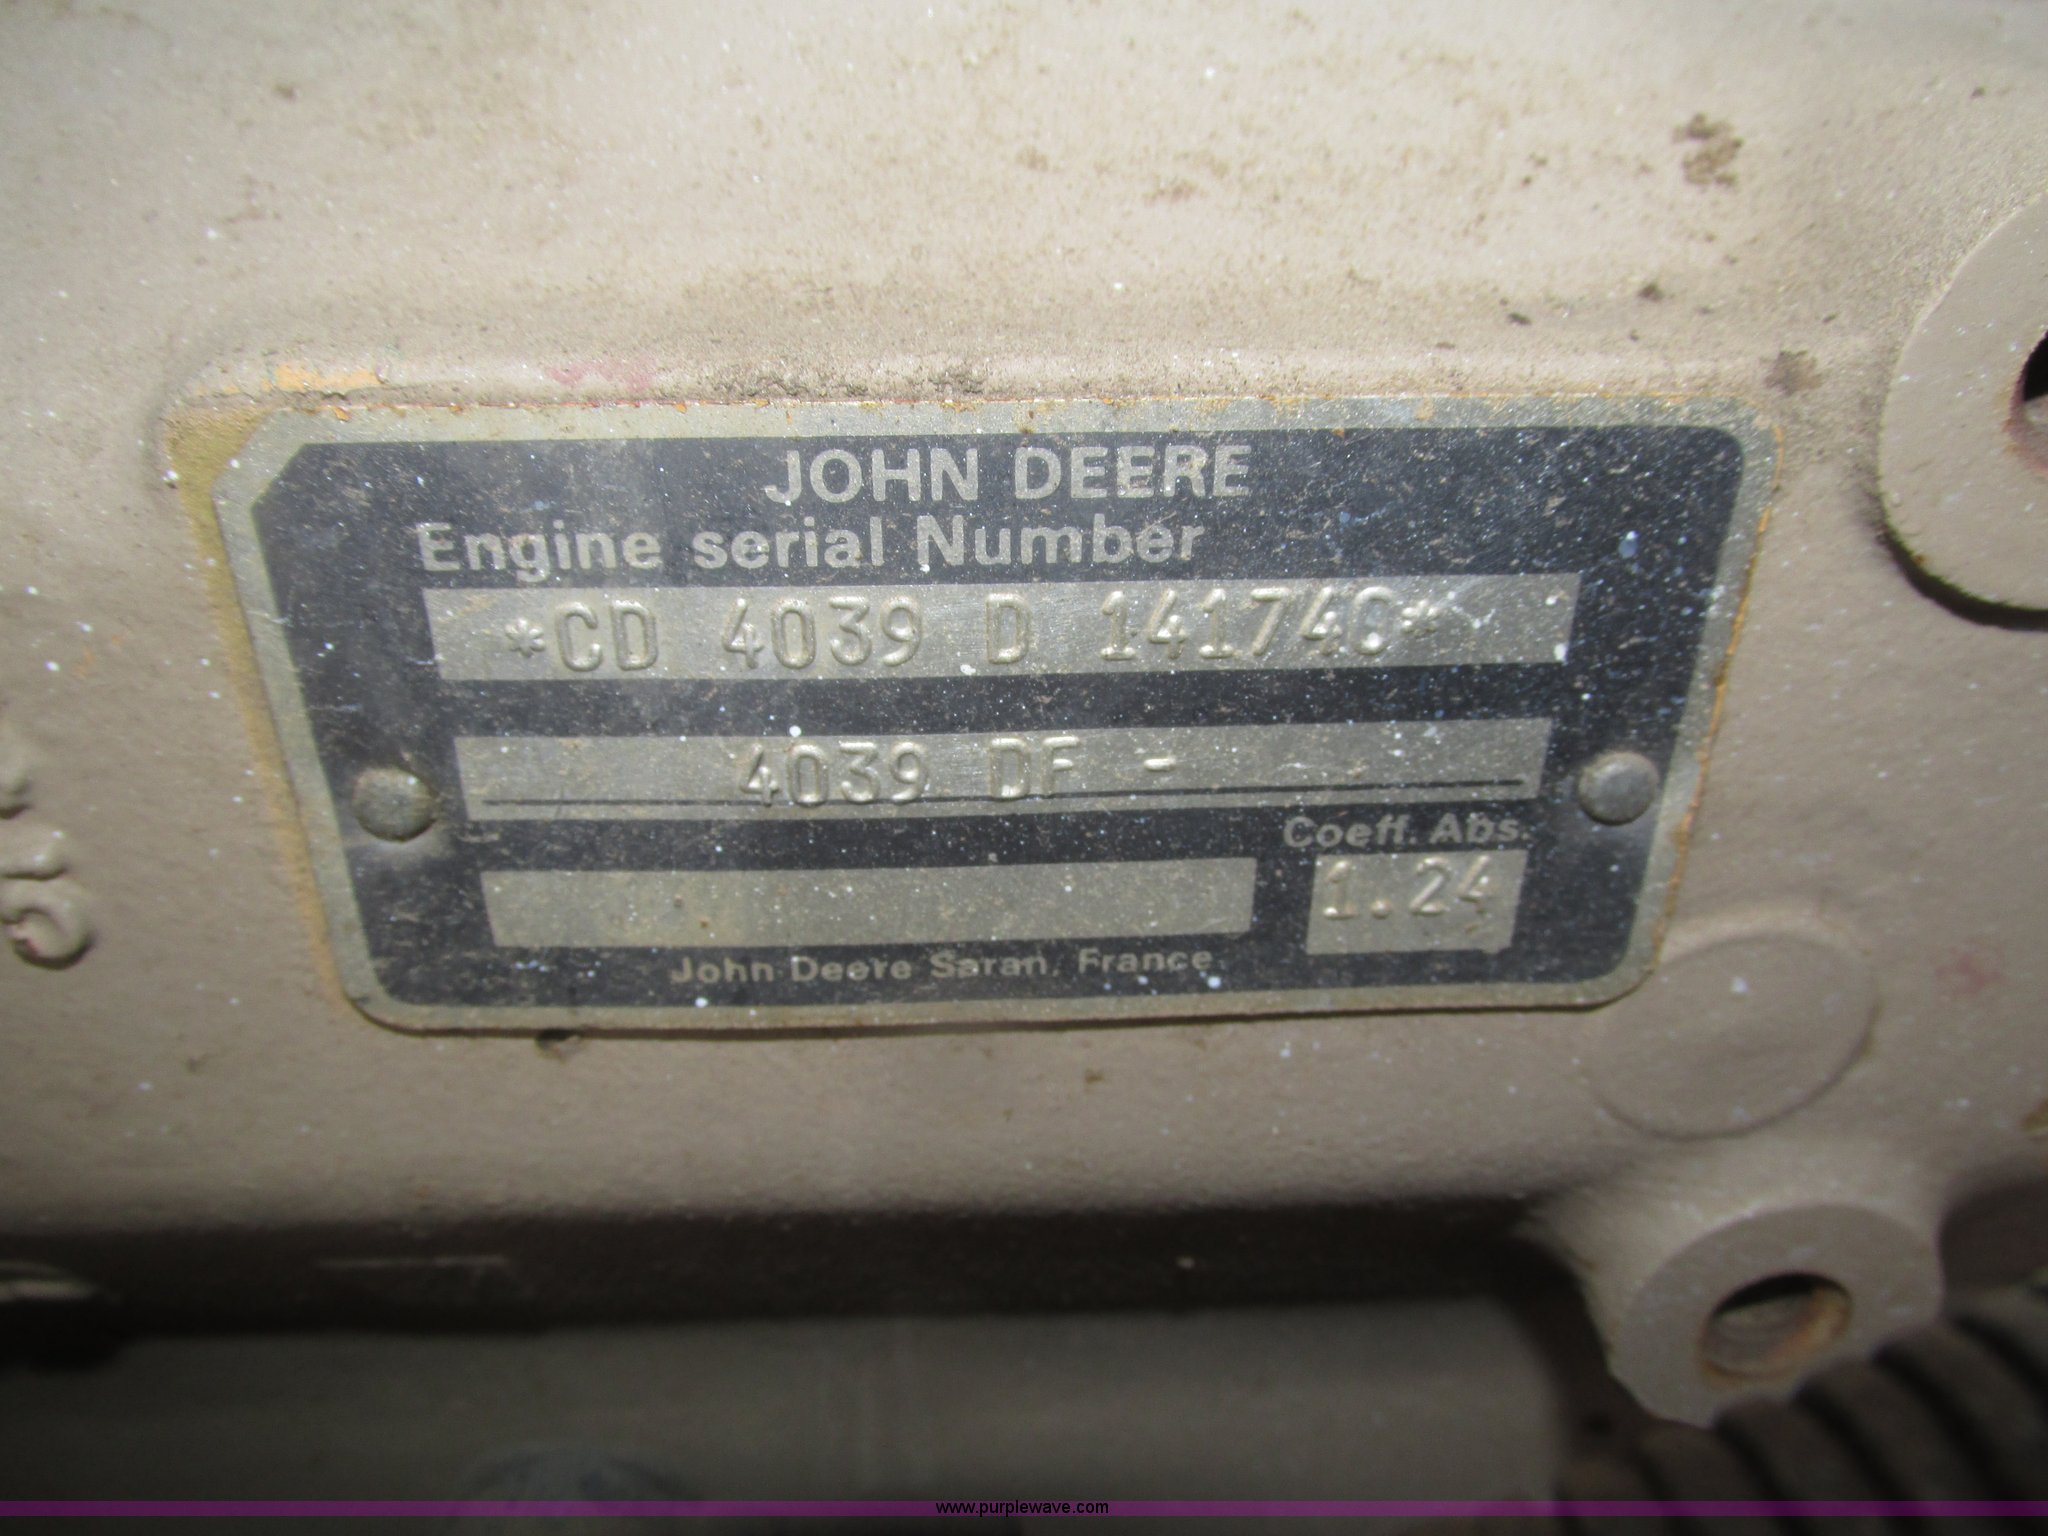 JOHN DEERE
Engine serial Number
*CD 4039 D 141740*
4039 DF -
Coeff. Abs.
1.24
John Deere Saran, France
www.purplewave.com